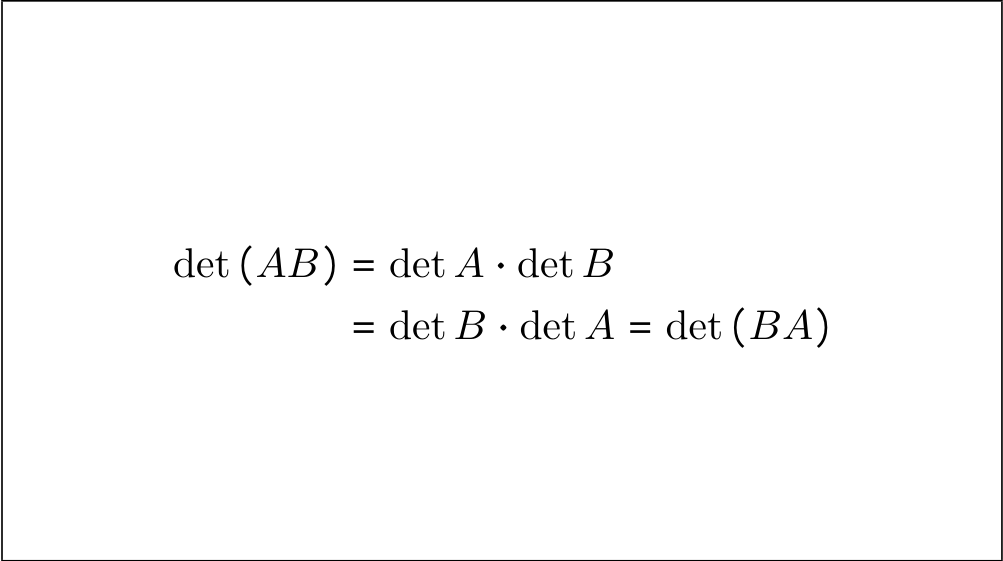 det (AB) = det A · det B
= det B · det A = det (BA)